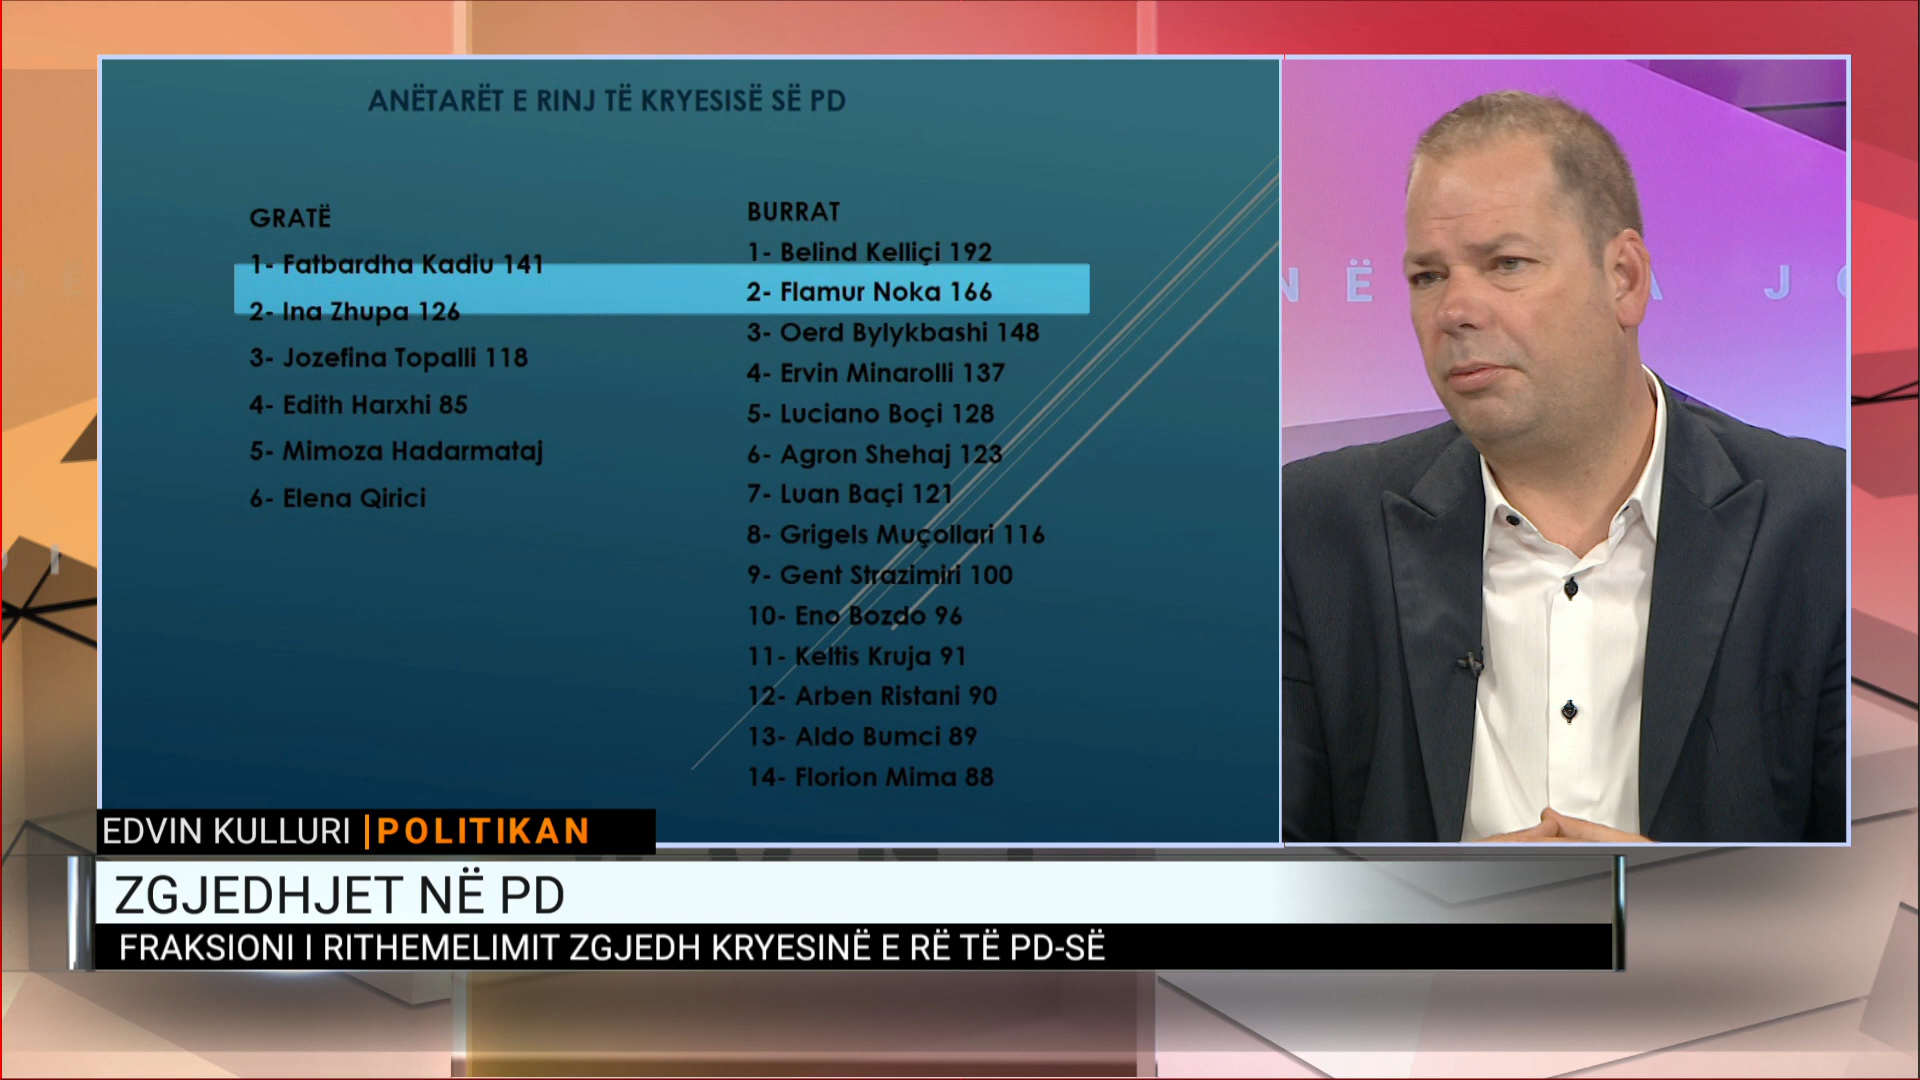 ANËTARËT E RINJ TË KRYESISË SË PD
GRATË
1- Fatbardha Kadiu 141
2- Ina Zhupa 126
3- Jozefina Topalli 118
4- Edith Harxhi 85
5- Mimoza Hadarmataj
6- Elena Qirici
BURRAT
1- Belind Kelliçi 192
2- Flamur Noka 166
3- Oerd Bylykbashi 148
4- Ervin Minarolli 137
5- Luciano Boçi 128
6- Agron Shehaj 123
7- Luan Baçi 121
8- Grigels Muçollari 116
9- Gent Strazimiri 100
10- Eno Bozdo 96
11- Keltis Kruja 91
12- Arben Ristani 90
13- Aldo Bumci 89
14- Florion Mima 88
EDVIN KULLURI |POLITIKAN
ZGJEDHJET NË PD
FRAKSIONI I RITHEMELIMIT ZGJEDH KRYESINË E RË TË PD-SË